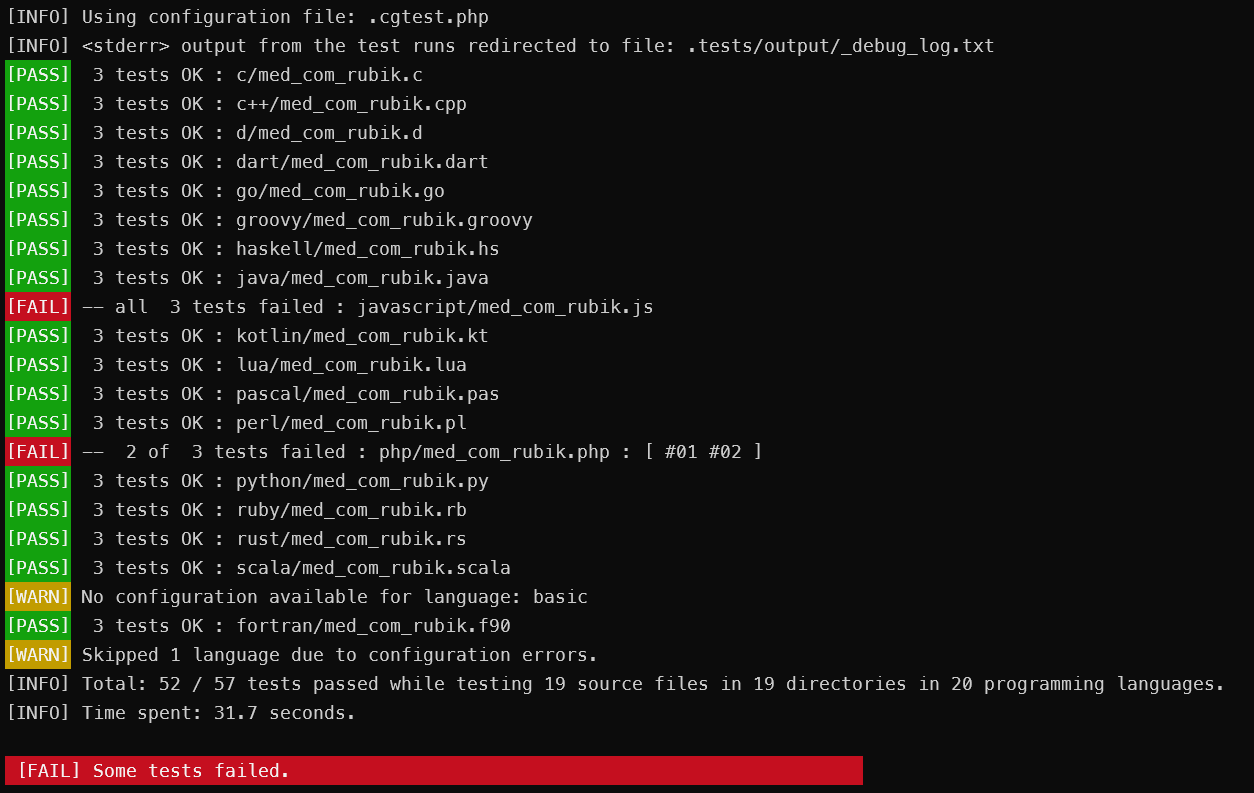 [INFO] Using configuration file: .cgtest.php
[INFO] <stderr> output from the test runs redirected to file: .tests/output/_debug_log.txt
[PASS]  3 tests OK : c/med_com_rubik.c
[PASS]  3 tests OK : c++/med_com_rubik.cpp
[PASS]  3 tests OK : d/med_com_rubik.d
[PASS]  3 tests OK : dart/med_com_rubik.dart
[PASS]  3 tests OK : go/med_com_rubik.go
[PASS]  3 tests OK : groovy/med_com_rubik.groovy
[PASS]  3 tests OK : haskell/med_com_rubik.hs
[PASS]  3 tests OK : java/med_com_rubik.java
[FAIL] -- all  3 tests failed : javascript/med_com_rubik.js
[PASS]  3 tests OK : kotlin/med_com_rubik.kt
[PASS]  3 tests OK : lua/med_com_rubik.lua
[PASS]  3 tests OK : pascal/med_com_rubik.pas
[PASS]  3 tests OK : perl/med_com_rubik.pl
[FAIL] --  2 of  3 tests failed : php/med_com_rubik.php : [ #01 #02 ]
[PASS]  3 tests OK : python/med_com_rubik.py
[PASS]  3 tests OK : ruby/med_com_rubik.rb
[PASS]  3 tests OK : rust/med_com_rubik.rs
[PASS]  3 tests OK : scala/med_com_rubik.scala
[WARN] No configuration available for language: basic
[PASS]  3 tests OK : fortran/med_com_rubik.f90
[WARN] Skipped 1 language due to configuration errors.
[INFO] Total: 52 / 57 tests passed while testing 19 source files in 19 directories in 20 programming languages.
[INFO] Time spent: 31.7 seconds.
[FAIL] Some tests failed.